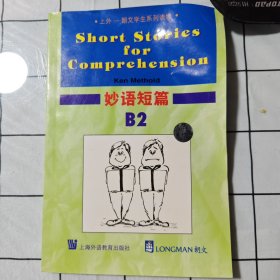 上外—朗文学生系列读物
Short Stories
for
Comprehension
Ken Methold
妙语短篇
B2
上海外语教育出版社
LONGMAN 朗文